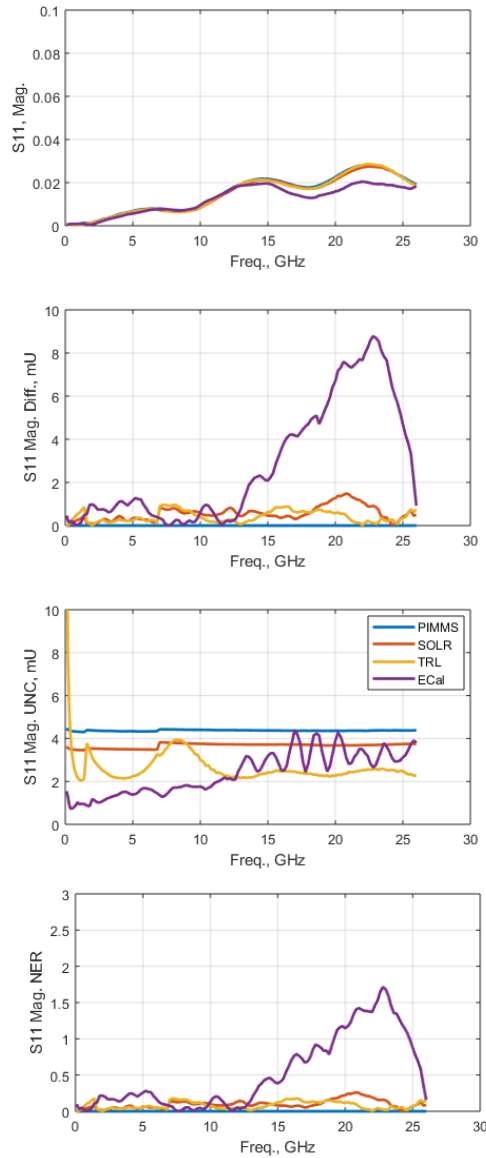 0.1
0.08
0.06
0.04
0.02
0
S11, Mag.
0 5 10 15 20 25 30
Freq., GHz
10
8
6
4
2
0
S11 Mag. Diff., mU
0 5 10 15 20 25 30
Freq., GHz
10
8
6
4
2
0
S11 Mag. UNC, mU
PIMMS
SOLR
TRL
ECal
0 5 10 15 20 25 30
Freq., GHz
3
2.5
2
1.5
1
0.5
0
S11 Mag. NER
0 5 10 15 20 25 30
Freq., GHz